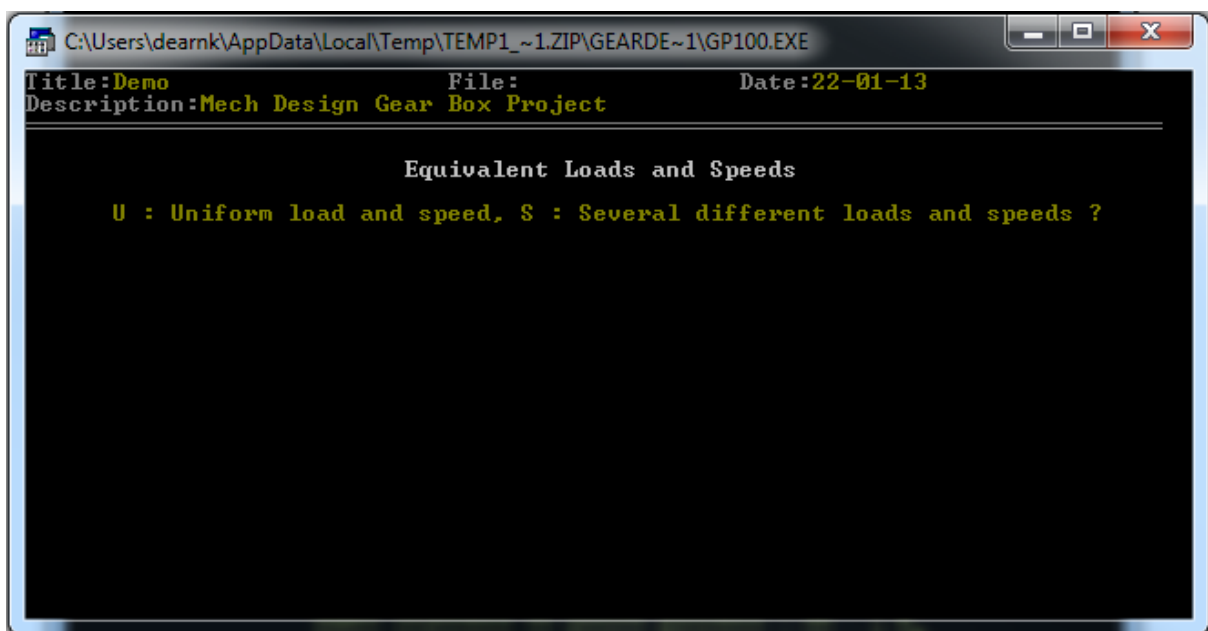 C:\Users\dearnk\AppData\Local\Temp\TEMP1_~1.ZIP\GEARDE~1\GP100.EXE
Title:Demo File: Date:22-01-13
Description:Mech Design Gear Box Project
Equivalent Loads and Speeds
U : Uniform load and speed, S : Several different loads and speeds ?